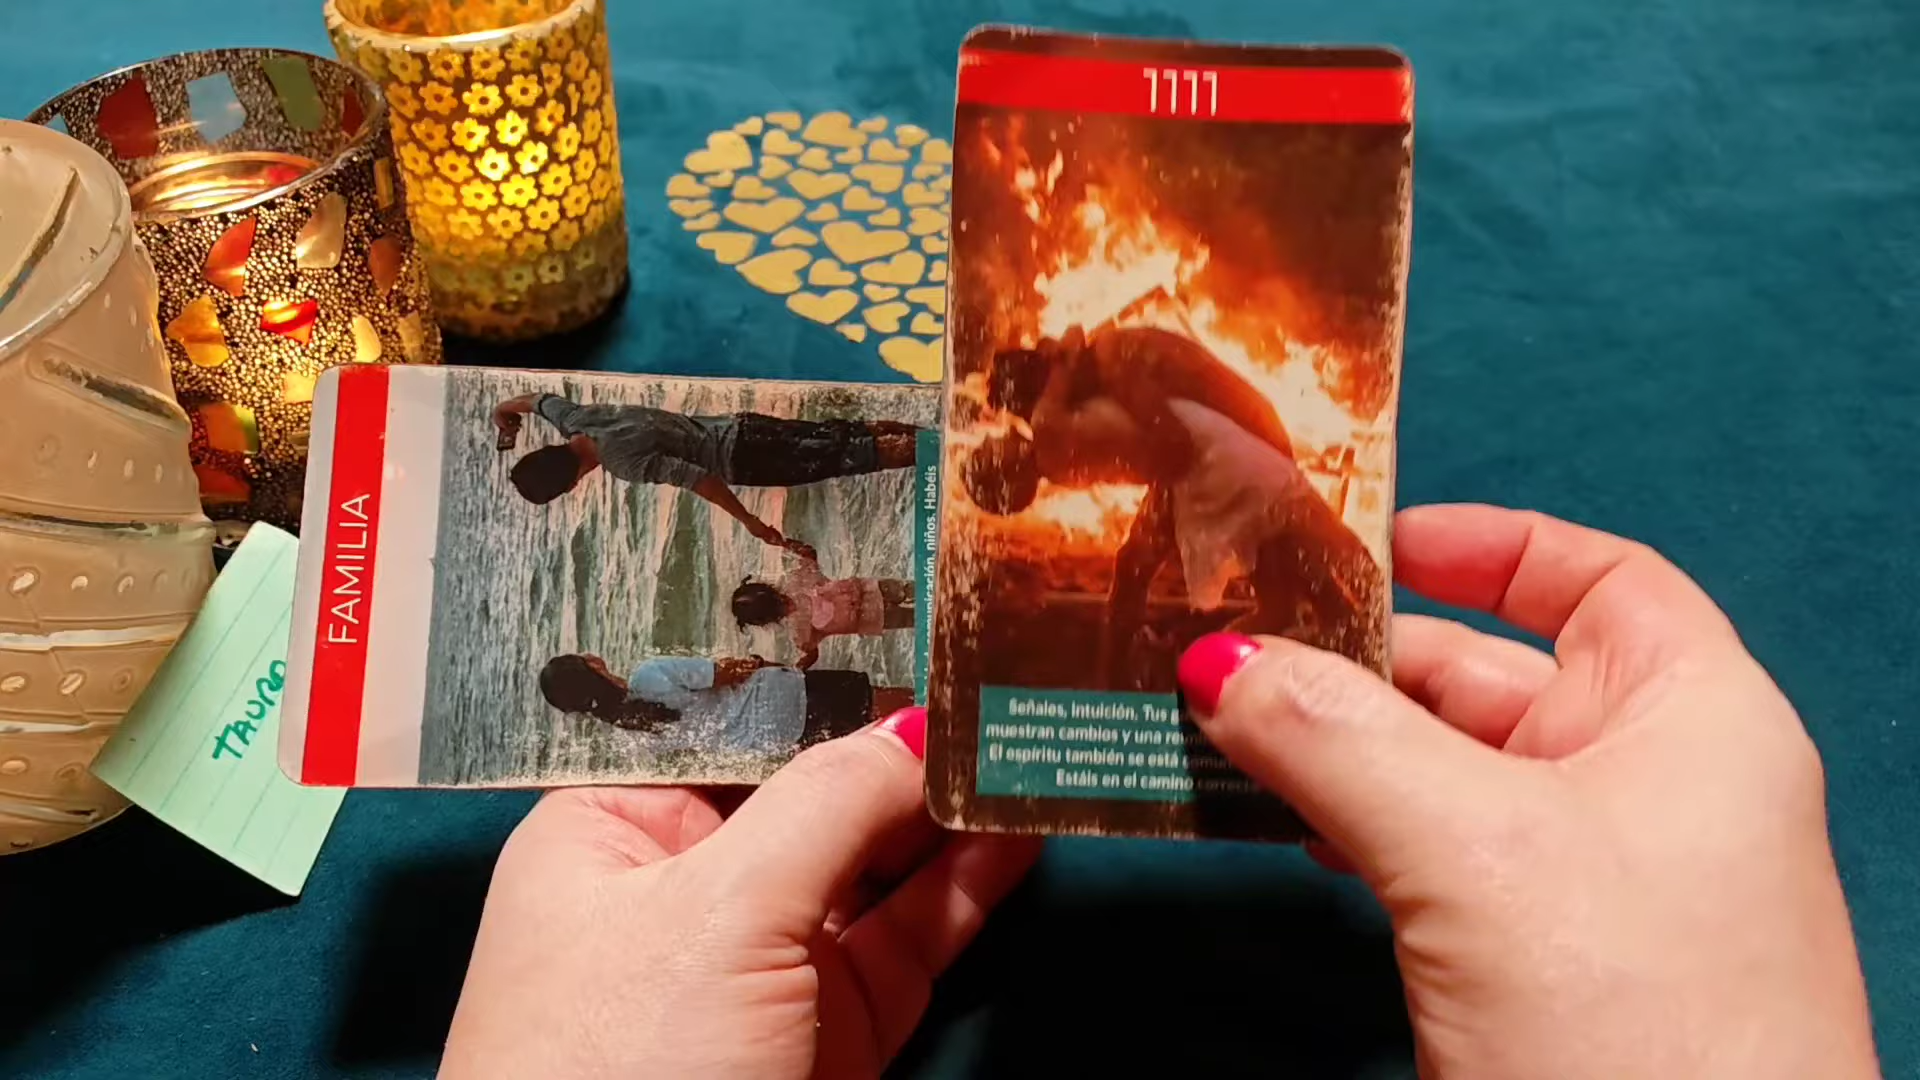 1111
Señales, Intuición, Tus
muestran cambios y una
El espíritu también se está
Estáis en el camino correcto
FAMILIA
comunicación, niños. Habéis
TAURO